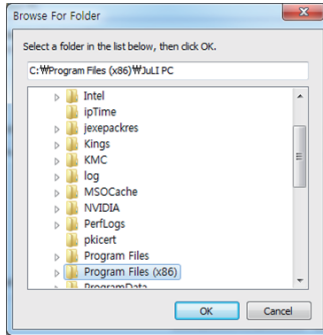 Browse For Folder
Select a folder in the list below, then click OK.
C:₩Program Files (x86)₩JuLI PC
Intel
ipTime
jexepackres
Kings
KMC
log
MSOCache
NVIDIA
PerfLogs
pkicert
Program Files
Program Files (x86)
ProgramData
OK
Cancel